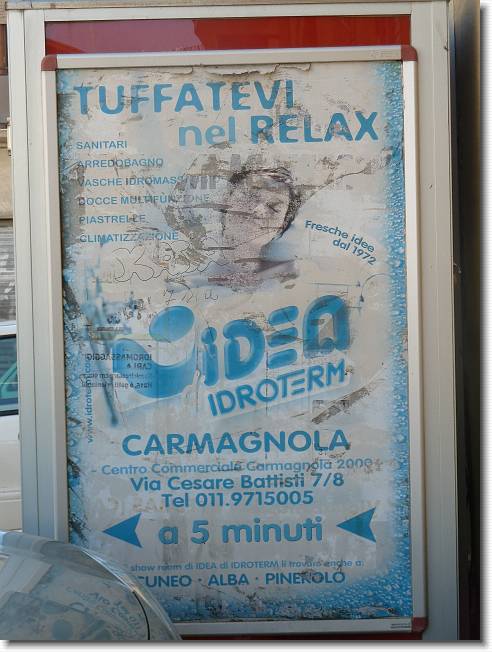 TUFFATEVI
nel RELAX
SANITARI
ARREDOBAGNO
VASCHE IDROMASS
DOCCE MULTIFUNZIONE
PIASTRELLE
CLIMATIZZAZIONE
Fresche idee
dal 1972
IDEA
IDROTERM
CARMAGNOLA
Centro Commerciale Carmagnola 2000
Via Cesare Battisti 7/8
Tel 011.9715005
a 5 minuti
show room di IDEA di IDROTERM li trovate anche a:
CUNEO · ALBA · PINEROLO